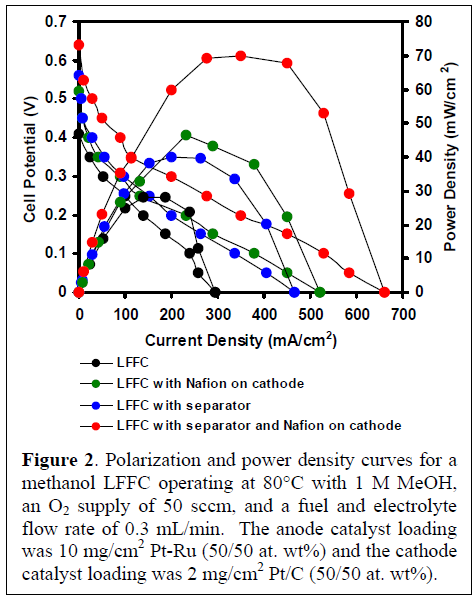 0.7
0.6
0.5
0.4
0.3
0.2
0.1
0
Cell Potential (V)
80
70
60
50
40
30
20
10
0
Power Density (mW/cm2)
0 100 200 300 400 500 600 700
Current Density (mA/cm2)
LFFC
LFFC with Nafion on cathode
LFFC with separator
LFFC with separator and Nafion on cathode
Figure 2. Polarization and power density curves for a
methanol LFFC operating at 80°C with 1 M MeOH,
an O2 supply of 50 sccm, and a fuel and electrolyte
flow rate of 0.3 mL/min. The anode catalyst loading
was 10 mg/cm2 Pt-Ru (50/50 at. wt%) and the cathode
catalyst loading was 2 mg/cm2 Pt/C (50/50 at. wt%).